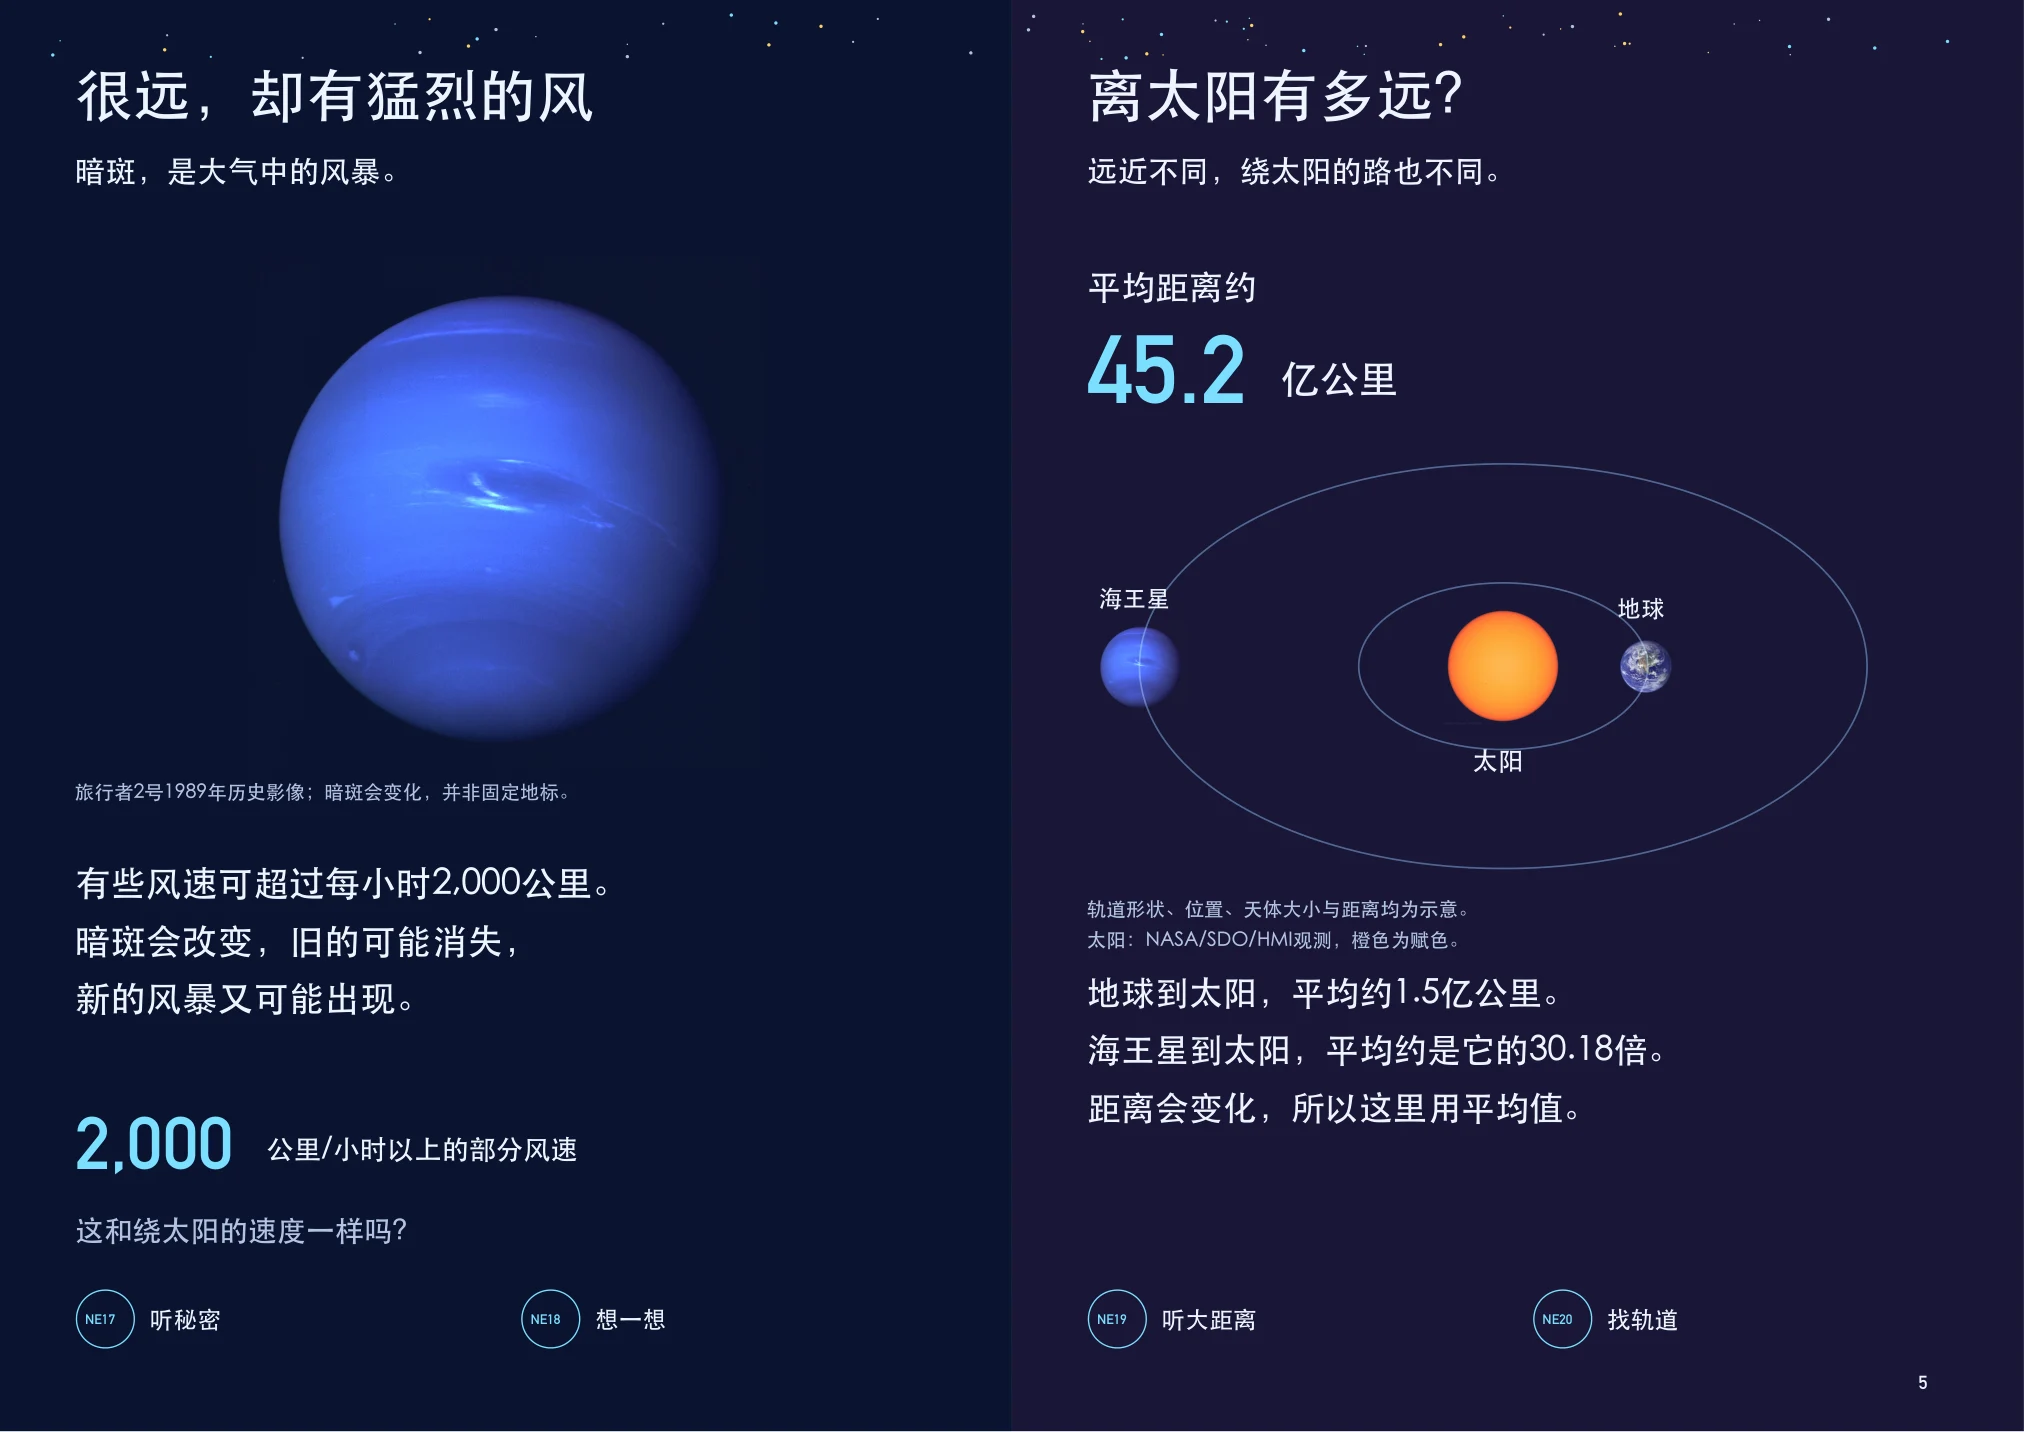 很远，却有猛烈的风
暗斑，是大气中的风暴。
旅行者2号1989年历史影像；暗斑会变化，并非固定地标。
有些风速可超过每小时2,000公里。
暗斑会改变，旧的可能消失，
新的风暴又可能出现。
2,000 公里/小时以上的部分风速
这和绕太阳的速度一样吗?
NE17 听秘密
NE18 想一想
离太阳有多远?
远近不同，绕太阳的路也不同。
平均距离约
45.2 亿公里
海王星
地球
太阳
轨道形状、位置、天体大小与距离均为示意。
太阳：NASA/SDO/HMI观测，橙色为赋色。
地球到太阳，平均约1.5亿公里。
海王星到太阳，平均约是它的30.18倍。
距离会变化，所以这里用平均值。
NE19 听大距离
NE20 找轨道
5